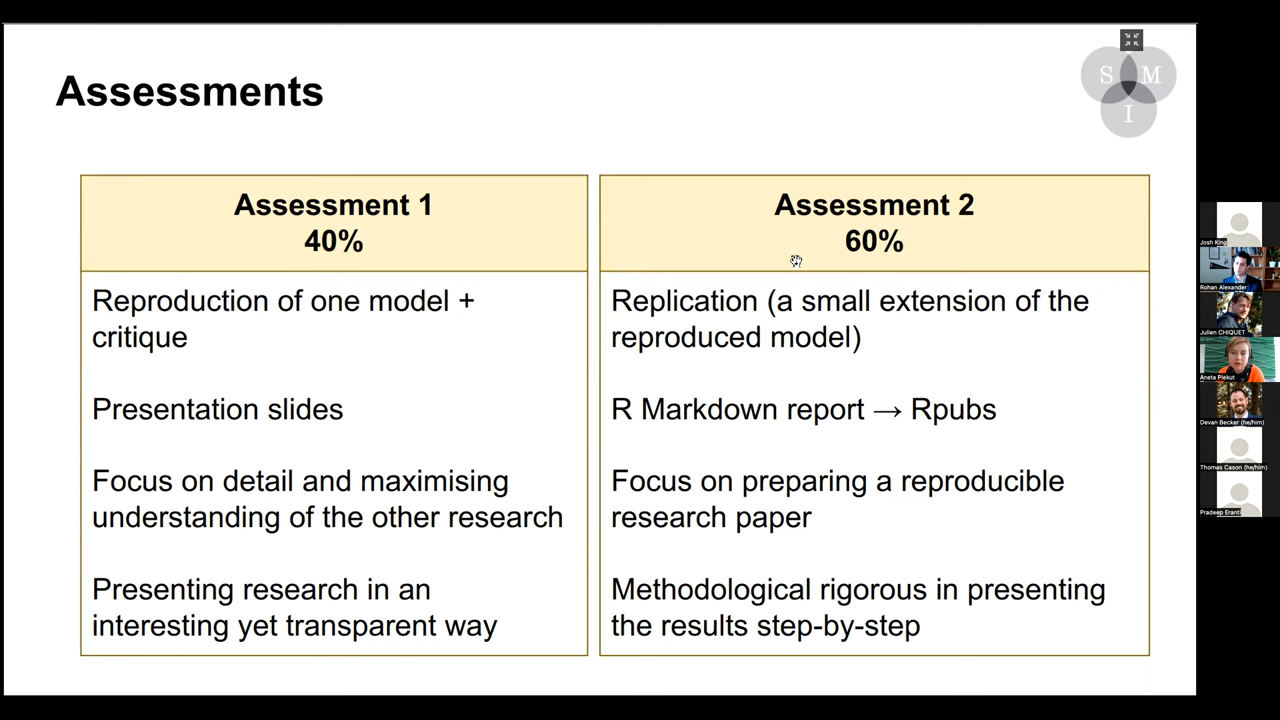 Assessments
S M
I
Assessment 1
40%
Reproduction of one model +
critique
Presentation slides
Focus on detail and maximising
understanding of the other research
Presenting research in an
interesting yet transparent way
Assessment 2
60%
Replication (a small extension of the
reproduced model)
R Markdown report → Rpubs
Focus on preparing a reproducible
research paper
Methodological rigorous in presenting
the results step-by-step
Josh King
Rohan Alexander
Julien CHIQUET
Aneta Piekut
Devan Becker (he/him)
Thomas Cason (he/him)
Pradeep Eranti